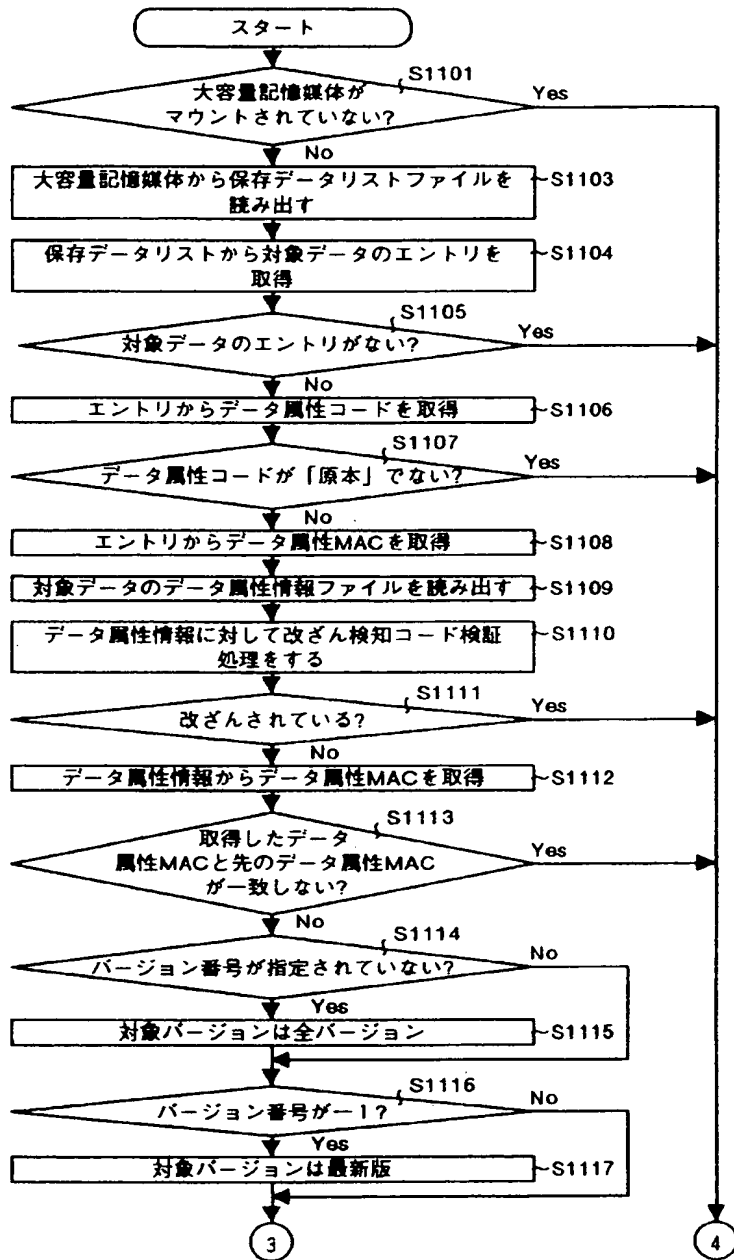 スタート
S1101
大容量記憶媒体が
マウントされていない?
Yes
No
大容量記憶媒体から保存データリストファイルを
読み出す
S1103
保存データリストから対象データのエントリを
取得
S1104
S1105
対象データのエントリがない?
Yes
No
エントリからデータ属性コードを取得
S1106
S1107
データ属性コードが「原本」でない?
Yes
No
エントリからデータ属性MACを取得
S1108
対象データのデータ属性情報ファイルを読み出す
S1109
データ属性情報に対して改ざん検知コード検証
処理をする
S1110
S1111
改ざんされている?
Yes
No
データ属性情報からデータ属性MACを取得
S1112
S1113
取得したデータ
属性MACと先のデータ属性MAC
が一致しない?
Yes
No
S1114
バージョン番号が指定されていない?
No
Yes
対象バージョンは全バージョン
S1115
S1116
バージョン番号が−1?
No
Yes
対象バージョンは最新版
S1117
3
4